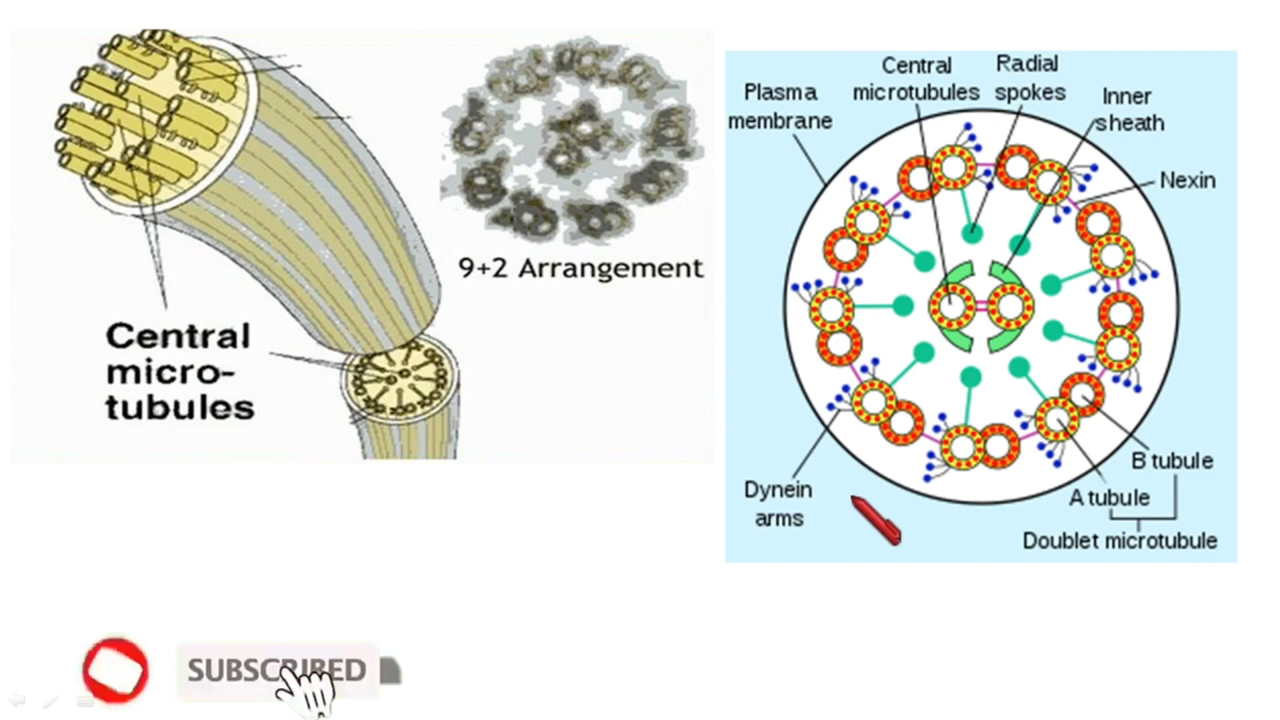 9+2 Arrangement
Central
micro-
tubules
Central
microtubules
Radial
spokes
Plasma
membrane
Inner
sheath
Nexin
B tubule
A tubule
Doublet microtubule
Dynein
arms
SUBSCRIBED